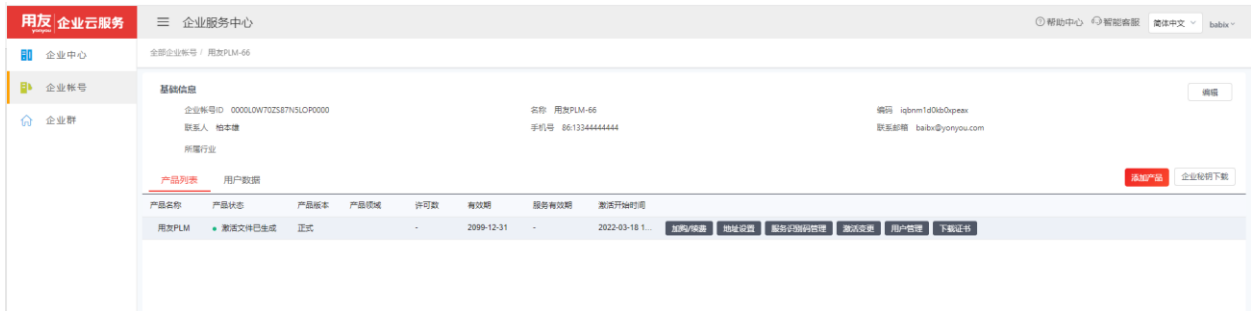 用友 企业云服务 企业服务中心 帮助中心 智能客服 简体中文 babix
yonyou
企业中心 全部企业帐号 / 用友PLM-66
企业帐号
企业群
基础信息 编辑
企业帐号ID 0000L0W70ZS87N5LOP0000 名称 用友PLM-66 编码 iqbnm1d0kb0xpeax
联系人 柏本雄 手机号 86:13344444444 联系邮箱 baibx@yonyou.com
所属行业
产品列表 用户数据 添加产品 企业秘钥下载
产品名称 产品状态 产品版本 产品领域 许可数 有效期 服务有效期 激活开始时间
用友PLM 激活文件已生成 正式 - 2099-12-31 - 2022-03-18 1... 加购/续费 地址设置 服务识别码管理 激活变更 用户管理 下载证书